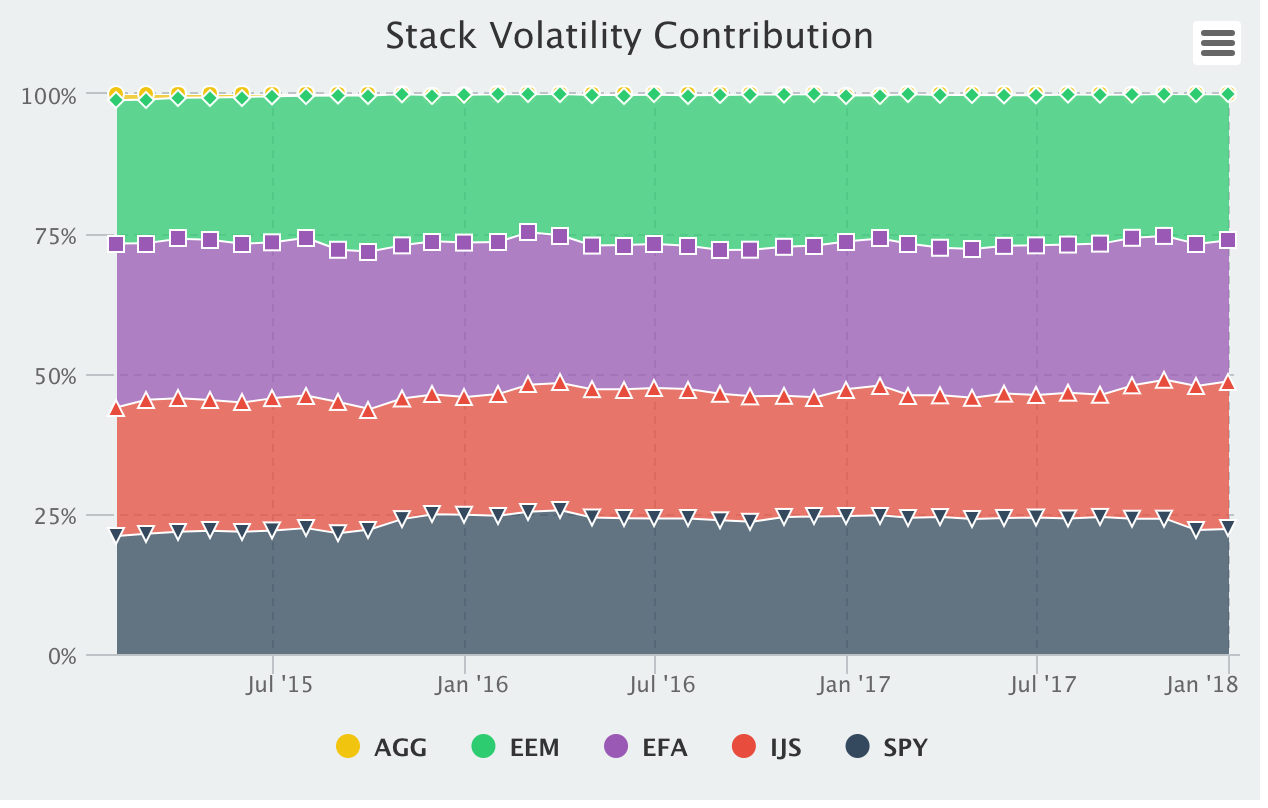 Stack Volatility Contribution
100%
75%
50%
25%
0%
Jul '15 Jan '16 Jul '16 Jan '17 Jul '17 Jan '18
AGG EEM EFA IJS SPY